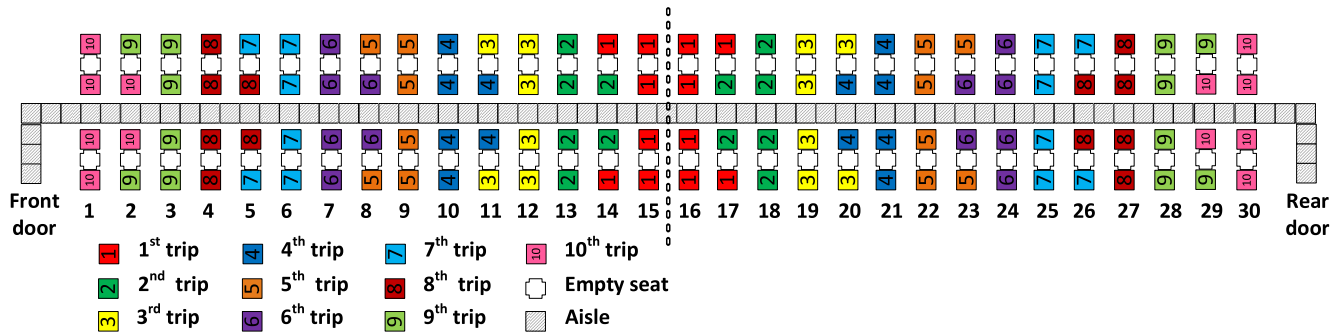 10 9 9 8 7 7 6 5 5 4 3 3 2 1 1 1 1 2 3 3 4 5 5 6 7 7 8 9 9 10
10 10 9 8 8 7 6 6 5 4 4 3 2 2 1 1 2 2 3 4 4 5 6 6 7 8 8 9 10 10
10 10 9 8 8 7 6 6 5 4 4 3 2 2 1 1 2 2 3 4 4 5 6 6 7 8 8 9 10 10
10 9 9 8 7 7 6 5 5 4 3 3 2 1 1 1 1 2 3 3 4 5 5 6 7 7 8 9 9 10
Front
door
1 2 3 4 5 6 7 8 9 10 11 12 13 14 15 16 17 18 19 20 21 22 23 24 25 26 27 28 29 30
Rear
door
1 1st trip
2 2nd trip
3 3rd trip
4 4th trip
5 5th trip
6 6th trip
7 7th trip
8 8th trip
9 9th trip
10 10th trip
Empty seat
Aisle